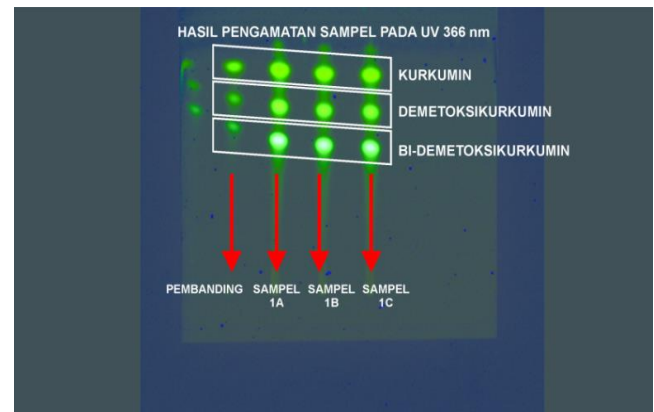 HASIL PENGAMATAN SAMPEL PADA UV 366 nm
KURKUMIN
DEMETOKSIKURKUMIN
BI-DEMETOKSIKURKUMIN
PEMBANDING SAMPEL SAMPEL SAMPEL
1A 1B 1C